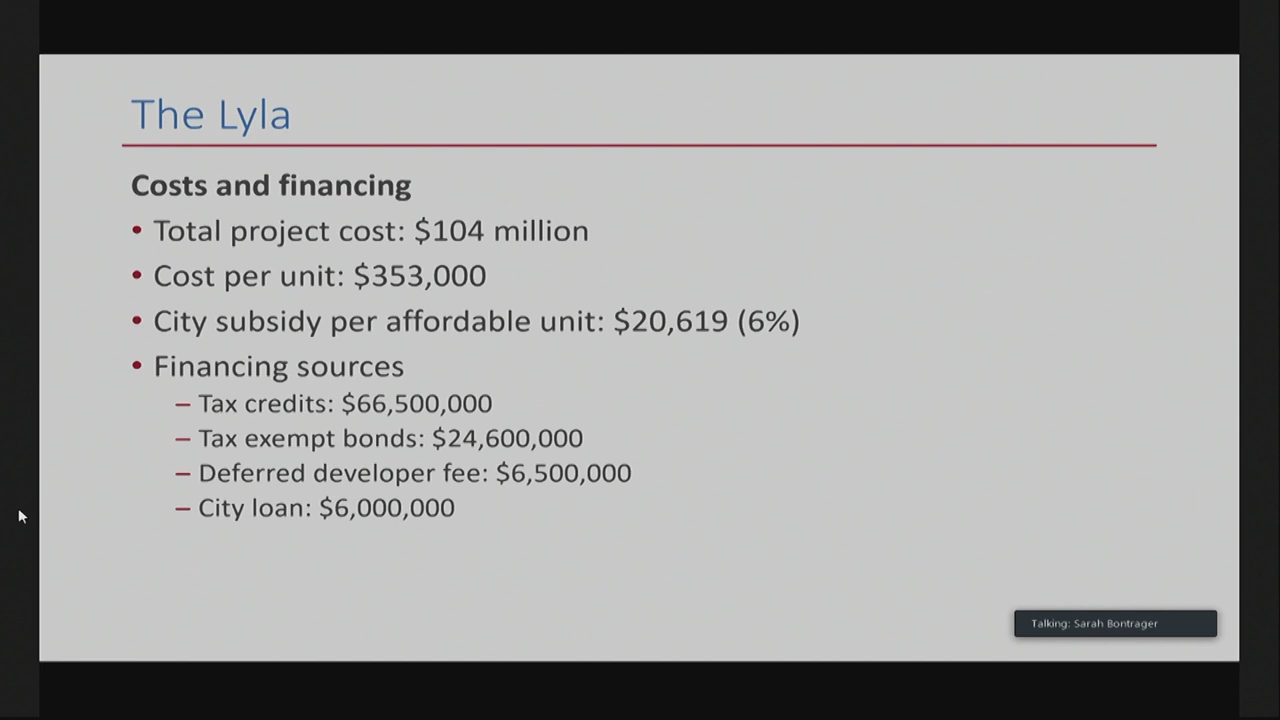 The Lyla
Costs and financing
• Total project cost: $104 million
• Cost per unit: $353,000
• City subsidy per affordable unit: $20,619 (6%)
• Financing sources
– Tax credits: $66,500,000
– Tax exempt bonds: $24,600,000
– Deferred developer fee: $6,500,000
– City loan: $6,000,000
Talking: Sarah Bontrager